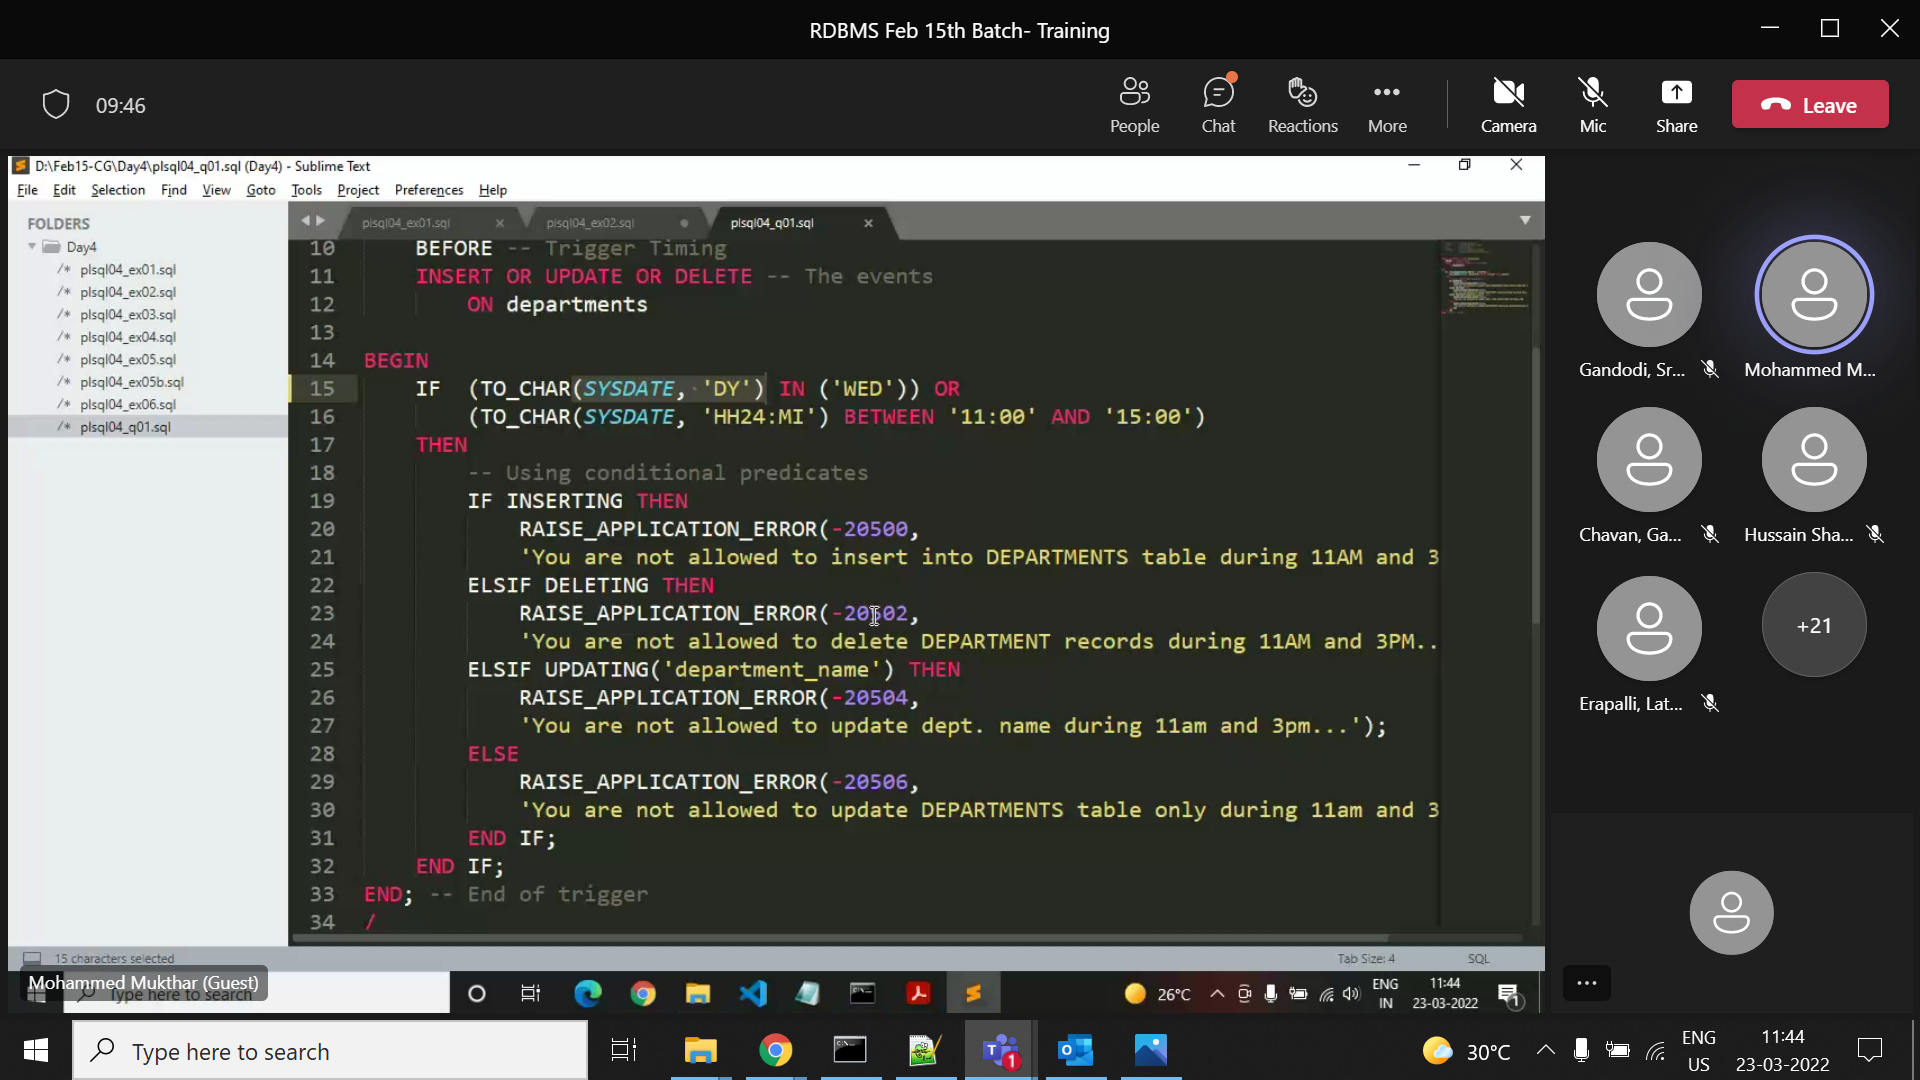 RDBMS Feb 15th Batch- Training
09:46
People
Chat
Reactions
More
Camera
Mic
Share
Leave
D:\Feb15-CG\Day4\plsql04_q01.sql (Day4) - Sublime Text
File Edit Selection Find View Goto Tools Project Preferences Help
FOLDERS
Day4
/* plsql04_ex01.sql
/* plsql04_ex02.sql
/* plsql04_ex03.sql
/* plsql04_ex04.sql
/* plsql04_ex05.sql
/* plsql04_ex05b.sql
/* plsql04_ex06.sql
/* plsql04_q01.sql
plsql04_ex01.sql
plsql04_ex02.sql
plsql04_q01.sql
10 BEFORE -- Trigger Timing
11 INSERT OR UPDATE OR DELETE -- The events
12 ON departments
13
14 BEGIN
15 IF (TO_CHAR(SYSDATE, 'DY') IN ('WED')) OR
16 (TO_CHAR(SYSDATE, 'HH24:MI') BETWEEN '11:00' AND '15:00')
17 THEN
18 -- Using conditional predicates
19 IF INSERTING THEN
20 RAISE_APPLICATION_ERROR(-20500,
21 'You are not allowed to insert into DEPARTMENTS table during 11AM and 3
22 ELSIF DELETING THEN
23 RAISE_APPLICATION_ERROR(-20502,
24 'You are not allowed to delete DEPARTMENT records during 11AM and 3PM..
25 ELSIF UPDATING('department_name') THEN
26 RAISE_APPLICATION_ERROR(-20504,
27 'You are not allowed to update dept. name during 11am and 3pm...');
28 ELSE
29 RAISE_APPLICATION_ERROR(-20506,
30 'You are not allowed to update DEPARTMENTS table only during 11am and 3
31 END IF;
32 END IF;
33 END; -- End of trigger
34 /
15 characters selected
Tab Size: 4
SQL
Mohammed Mukthar (Guest)
Type here to search
26°C
ENG
IN
11:44
23-03-2022
1
Gandodi, Sr...
Mohammed M...
Chavan, Ga...
Hussain Sha...
Erapalli, Lat...
+21
Type here to search
1
30°C
ENG
US
11:44
23-03-2022